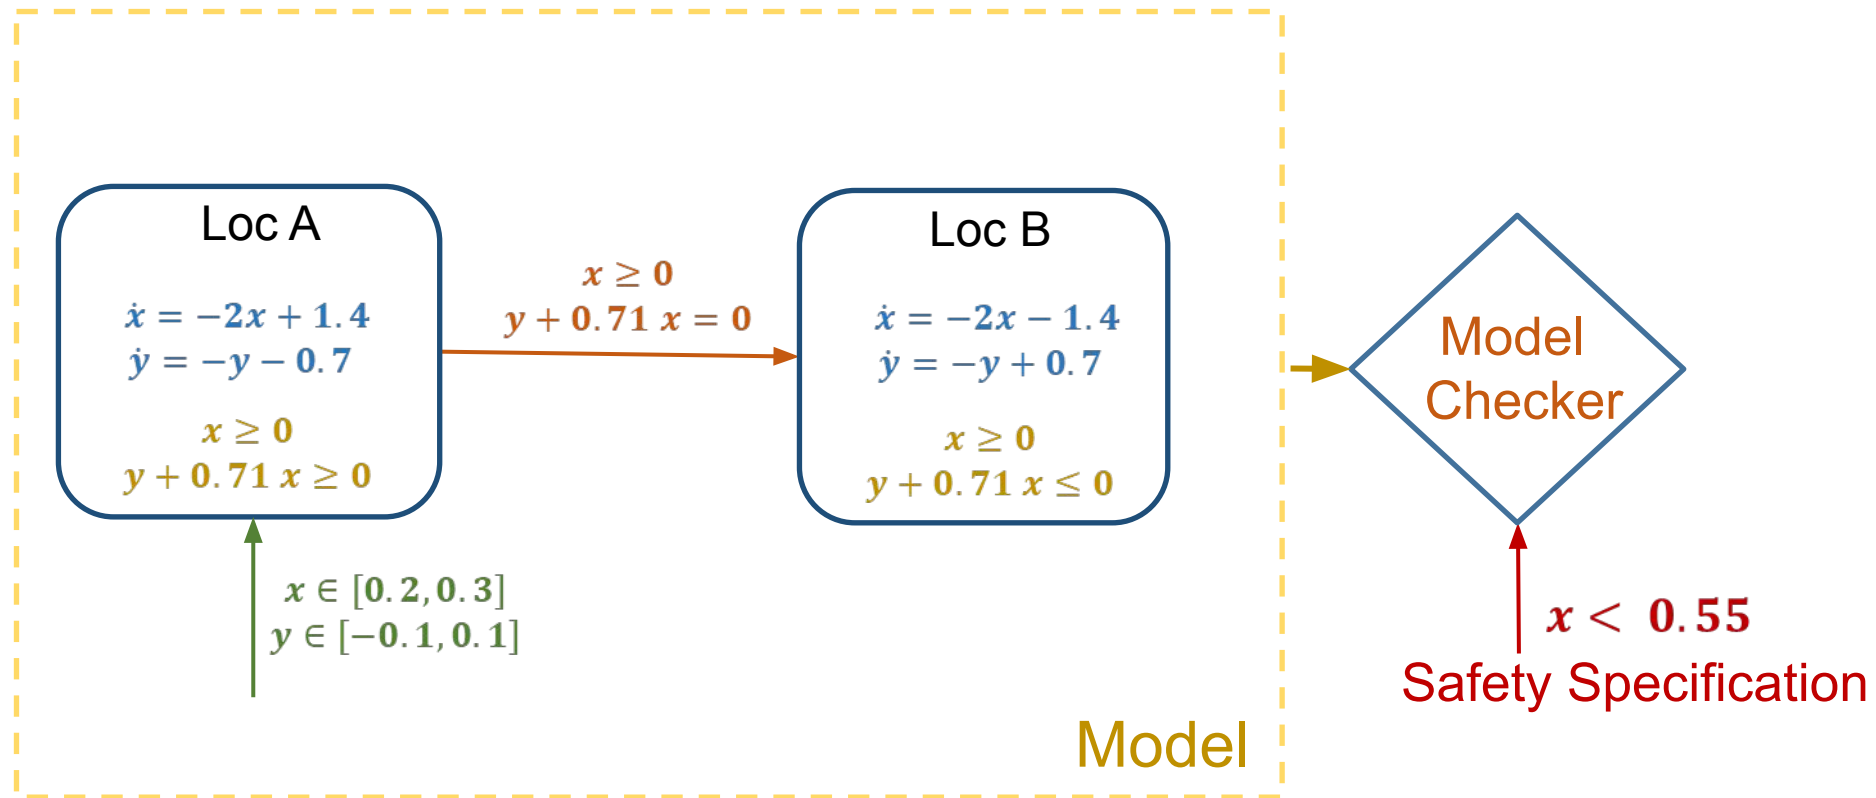 Loc A
ẋ = −2x + 1.4
ẏ = −y − 0.7
x ≥ 0
y + 0.71 x ≥ 0
x ≥ 0
y + 0.71 x = 0
Loc B
ẋ = −2x − 1.4
ẏ = −y + 0.7
x ≥ 0
y + 0.71 x ≤ 0
x ∈ [0.2, 0.3]
y ∈ [−0.1, 0.1]
Model
Model
Checker
x < 0.55
Safety Specification